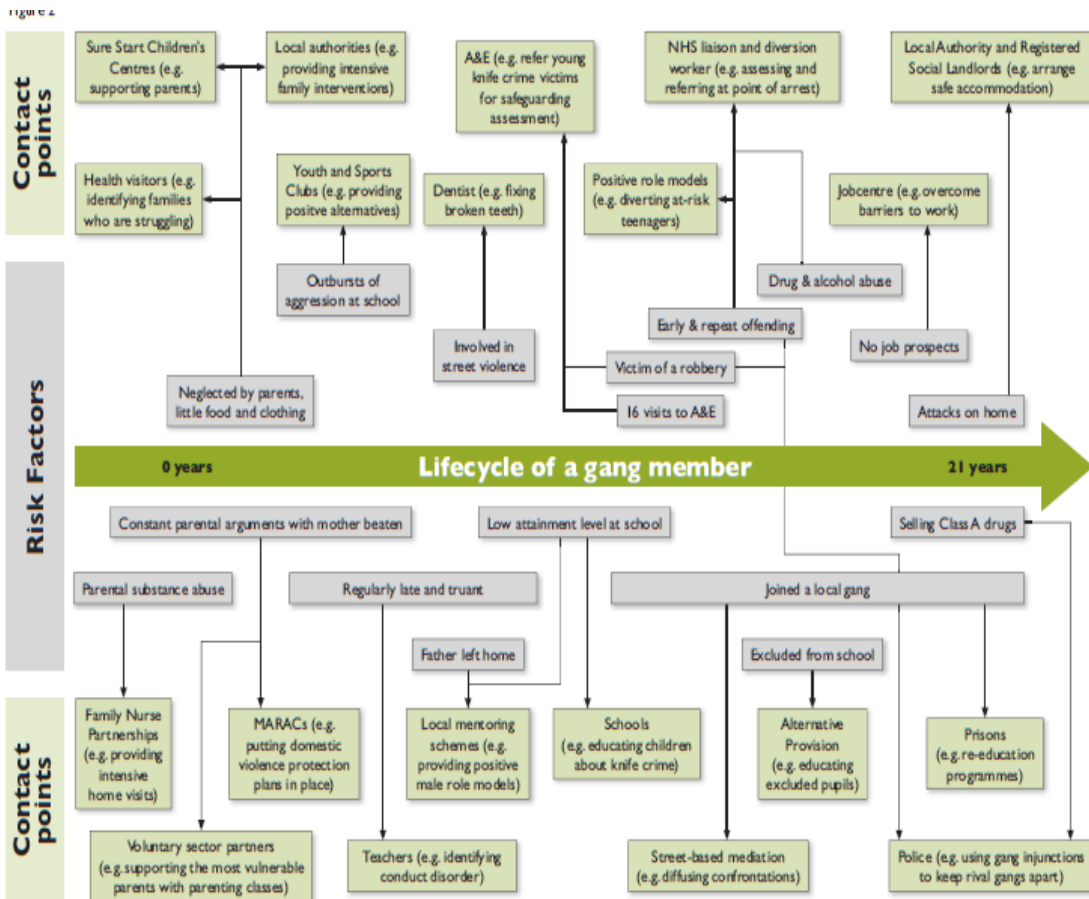 Figure 2
Contact
points
Sure Start Children's
Centres (e.g.
supporting parents)
Local authorities (e.g.
providing intensive
family interventions)
A&E (e.g. refer young
knife crime victims
for safeguarding
assessment)
NHS liaison and diversion
worker (e.g. assessing and
referring at point of arrest)
Local Authority and Registered
Social Landlords (e.g. arrange
safe accommodation)
Health visitors (e.g.
identifying families
who are struggling)
Youth and Sports
Clubs (e.g. providing
positve alternatives)
Dentist (e.g. fixing
broken teeth)
Positive role models
(e.g. diverting at-risk
teenagers)
Jobcentre (e.g. overcome
barriers to work)
Risk Factors
Outbursts of
aggression at school
Drug & alcohol abuse
Early & repeat offending
Involved in
street violence
No job prospects
Victim of a robbery
Neglected by parents,
little food and clothing
16 visits to A&E
Attacks on home
0 years
Lifecycle of a gang member
21 years
Constant parental arguments with mother beaten
Low attainment level at school
Selling Class A drugs
Parental substance abuse
Regularly late and truant
Joined a local gang
Father left home
Excluded from school
Contact
points
Family Nurse
Partnerships
(e.g. providing
intensive
home visits)
MARACs (e.g.
putting domestic
violence protection
plans in place)
Local mentoring
schemes (e.g.
providing positive
male role models)
Schools
(e.g. educating children
about knife crime)
Alternative
Provision
(e.g. educating
excluded pupils)
Prisons
(e.g. re-education
programmes)
Voluntary sector partners
(e.g. supporting the most vulnerable
parents with parenting classes)
Teachers (e.g. identifying
conduct disorder)
Street-based mediation
(e.g. diffusing confrontations)
Police (e.g. using gang injunctions
to keep rival gangs apart)